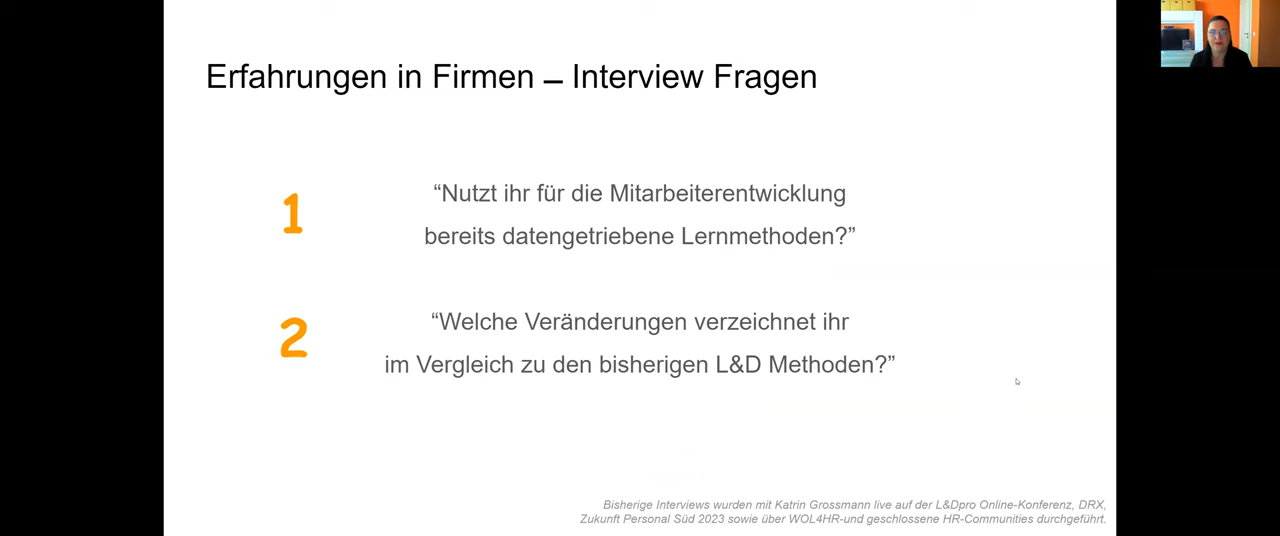 Erfahrungen in Firmen – Interview Fragen
1
“Nutzt ihr für die Mitarbeiterentwicklung
bereits datengetriebene Lernmethoden?”
2
“Welche Veränderungen verzeichnet ihr
im Vergleich zu den bisherigen L&D Methoden?”
Bisherige Interviews wurden mit Katrin Grossmann live auf der L&Dpro Online-Konferenz, DRX,
Zukunft Personal Süd 2023 sowie über WOL4HR-und geschlossene HR-Communities durchgeführt.